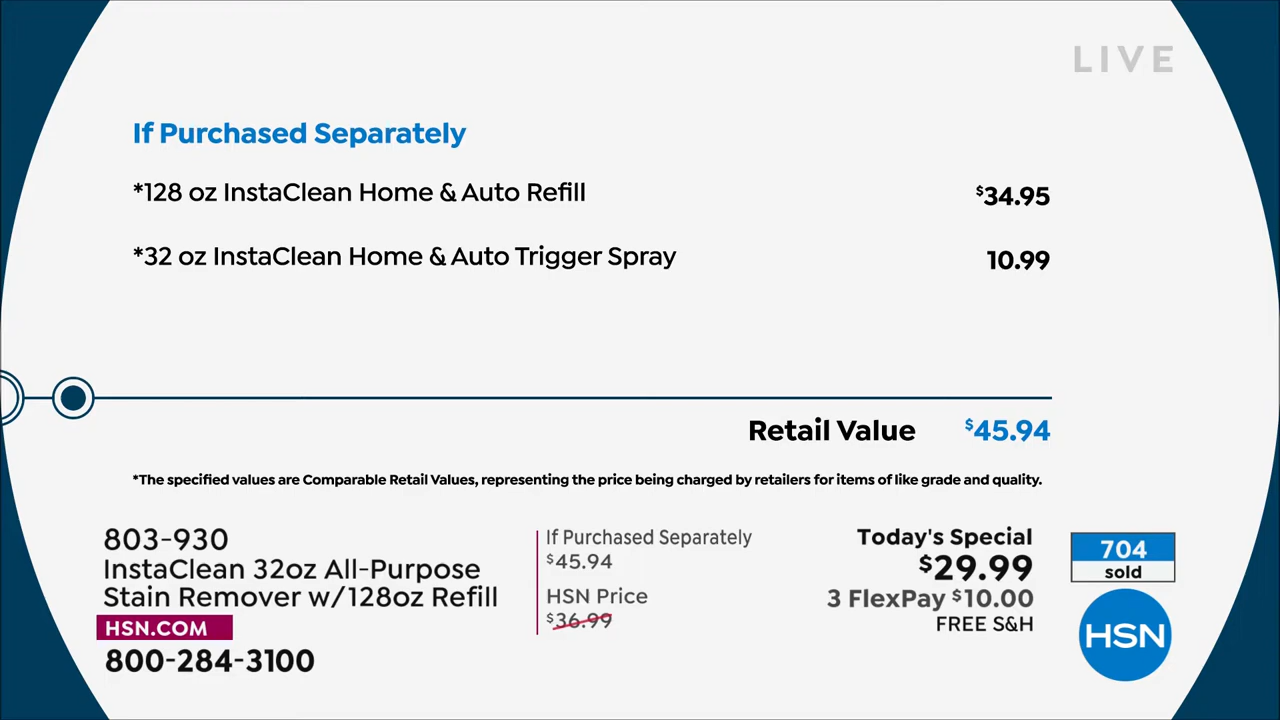 LIVE
If Purchased Separately
*128 oz InstaClean Home & Auto Refill $34.95
*32 oz InstaClean Home & Auto Trigger Spray 10.99
Retail Value $45.94
*The specified values are Comparable Retail Values, representing the price being charged by retailers for items of like grade and quality.
803-930
InstaClean 32oz All-Purpose
Stain Remover w/128oz Refill
HSN.COM
800-284-3100
If Purchased Separately
$45.94
HSN Price
$36.99
Today's Special
$29.99
3 FlexPay $10.00
FREE S&H
704
sold
HSN